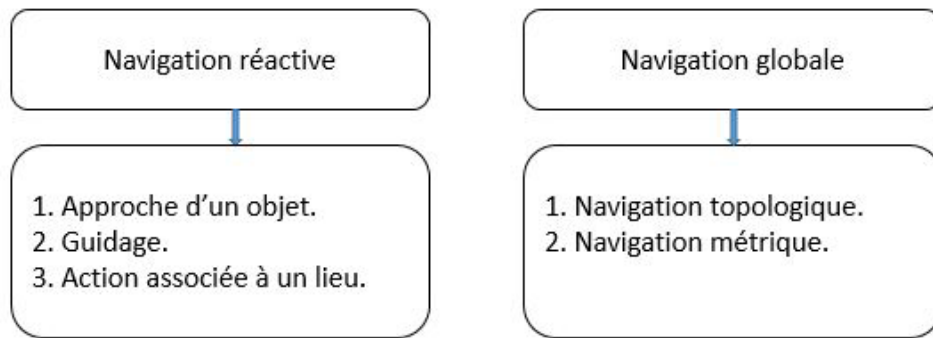 Navigation réactive
1. Approche d’un objet.
2. Guidage.
3. Action associée à un lieu.
Navigation globale
1. Navigation topologique.
2. Navigation métrique.